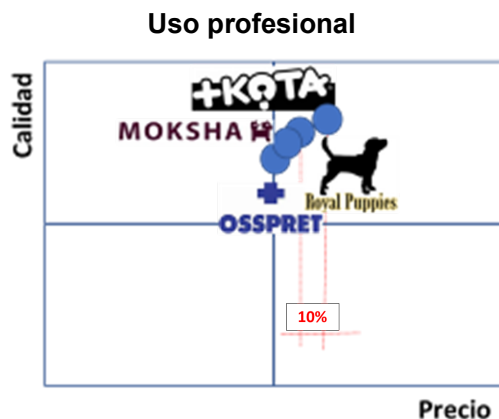 Uso profesional
Calidad
+KOTA
MOKSHA
Royal Puppies
OSSPRET
10%
Precio